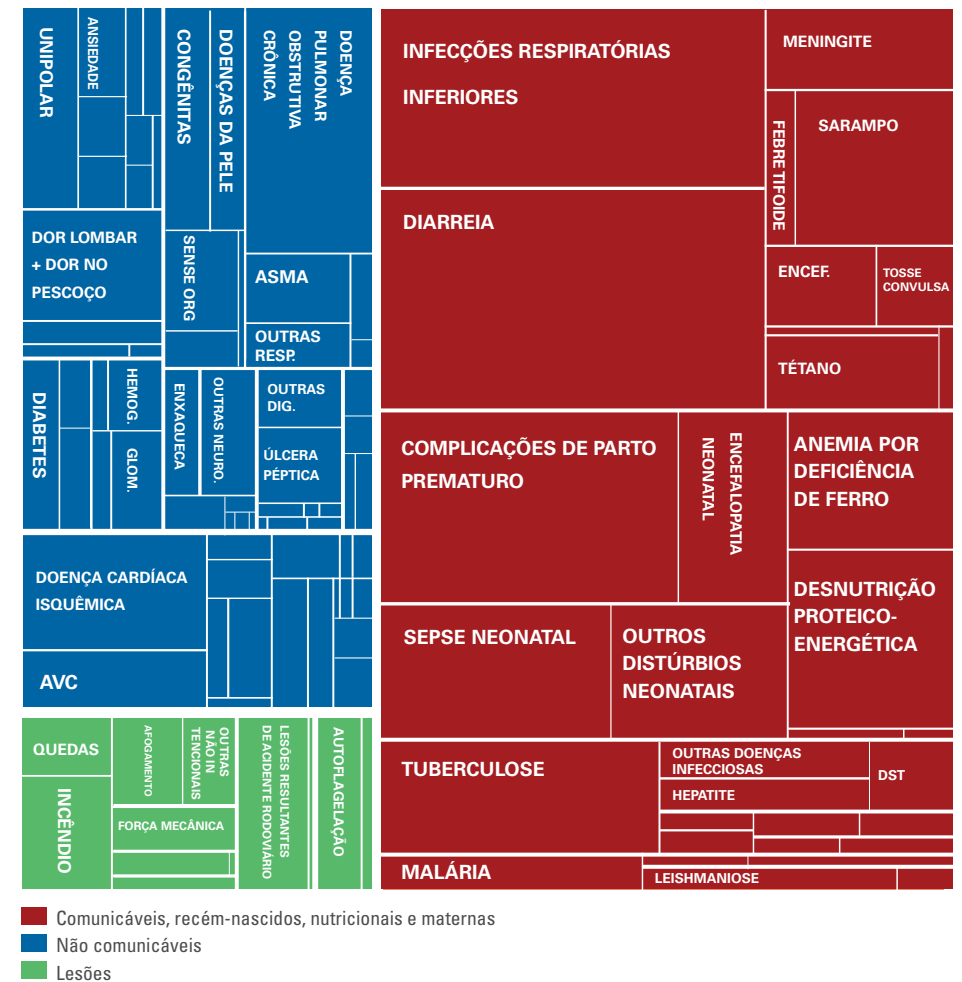 UNIPOLAR
ANSIEDADE
CONGÊNITAS
DOENÇAS DA PELE
DOENÇA
PULMONAR
OBSTRUTIVA
CRÔNICA
DOR LOMBAR
+ DOR NO
PESCOÇO
SENSE ORG
ASMA
OUTRAS
RESP.
DIABETES
HEMOG.
GLOM.
ENXAQUECA
OUTRAS NEURO.
OUTRAS
DIG.
ÚLCERA
PÉPTICA
DOENÇA CARDÍACA
ISQUÊMICA
AVC
QUEDAS
INCÊNDIO
AFOGAMENTO
OUTRAS
NÃO IN
TENCIONAIS
FORÇA MECÂNICA
LESÕES RESULTANTES
DE ACIDENTE RODOVIÁRIO
AUTOFLAGELAÇÃO
INFECÇÕES RESPIRATÓRIAS
INFERIORES
MENINGITE
FEBRE TIFOIDE
SARAMPO
DIARREIA
ENCEF.
TOSSE
CONVULSA
TÉTANO
COMPLICAÇÕES DE PARTO
PREMATURO
ENCEFALOPATIA
NEONATAL
ANEMIA POR
DEFICIÊNCIA
DE FERRO
SEPSE NEONATAL
OUTROS
DISTÚRBIOS
NEONATAIS
DESNUTRIÇÃO
PROTEICO-
ENERGÉTICA
TUBERCULOSE
OUTRAS DOENÇAS
INFECCIOSAS
HEPATITE
DST
MALÁRIA
LEISHMANIOSE
Comunicáveis, recém-nascidos, nutricionais e maternas
Não comunicáveis
Lesões